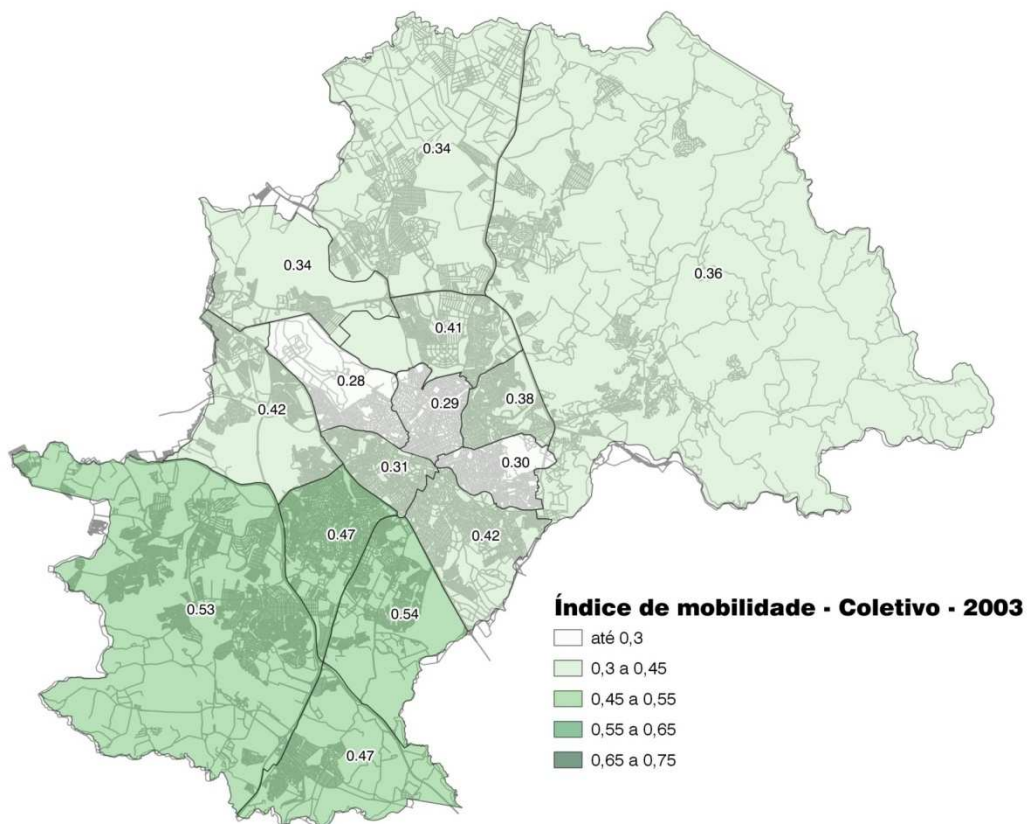 0.34
0.34
0.36
0.41
0.28
0.29
0.38
0.42
0.31
0.30
0.47
0.42
0.53
0.54
0.47
Índice de mobilidade - Coletivo - 2003
até 0,3
0,3 a 0,45
0,45 a 0,55
0,55 a 0,65
0,65 a 0,75